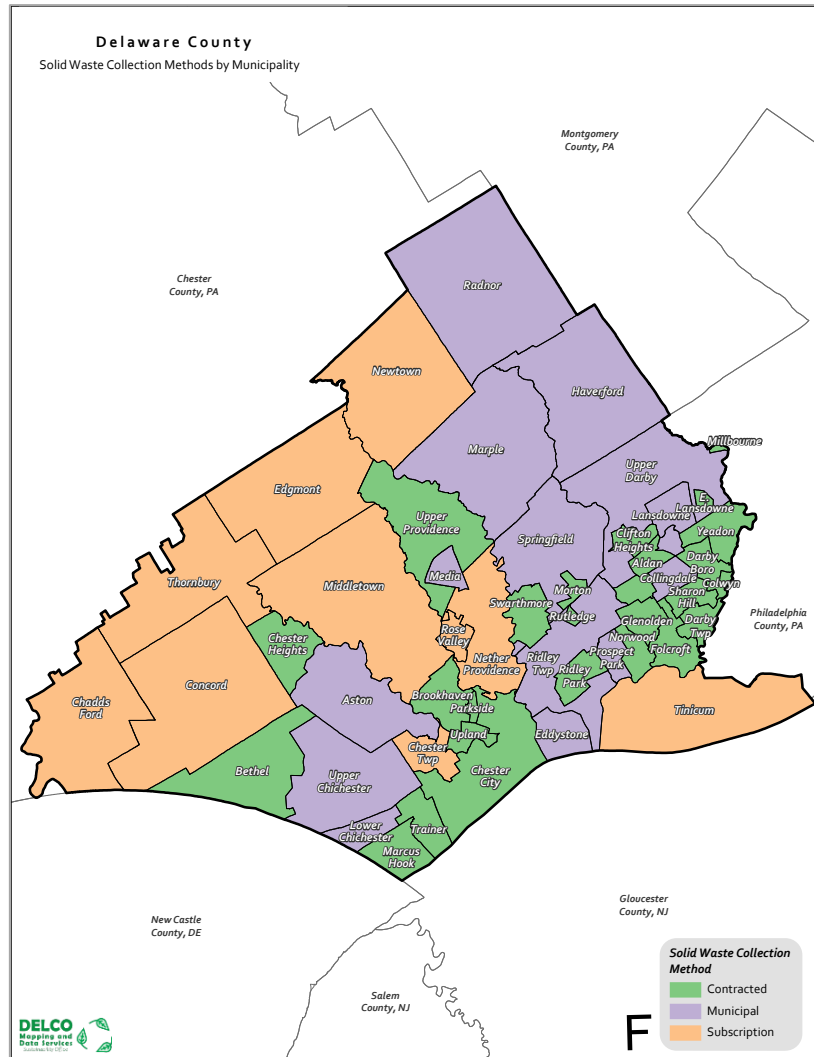 Delaware County
Solid Waste Collection Methods by Municipality
Montgomery
County, PA
Chester
County, PA
Radnor
Newtown
Haverford
Marple
Millbourne
Upper
Darby
Edgmont
E.
Lansdowne
Lansdowne
Upper
Providence
Springfield
Clifton
Heights
Yeadon
Darby
Boro
Aldan
Media
Collingdale
Colwyn
Thornbury
Middletown
Morton
Sharon
Hill
Swarthmore
Rutledge
Glenolden
Darby
Twp
Philadelphia
County, PA
Rose
Valley
Norwood
Chester
Heights
Nether
Providence
Ridley
Twp
Prospect
Park
Folcroft
Ridley
Park
Concord
Brookhaven
Chadds
Ford
Aston
Parkside
Tinicum
Upland
Eddystone
Chester
Twp
Bethel
Upper
Chichester
Chester
City
Lower
Chichester
Trainer
Marcus
Hook
New Castle
County, DE
Gloucester
County, NJ
Salem
County, NJ
Solid Waste Collection
Method
Contracted
Municipal
Subscription
F
DELCO
Mapping and
Data Services